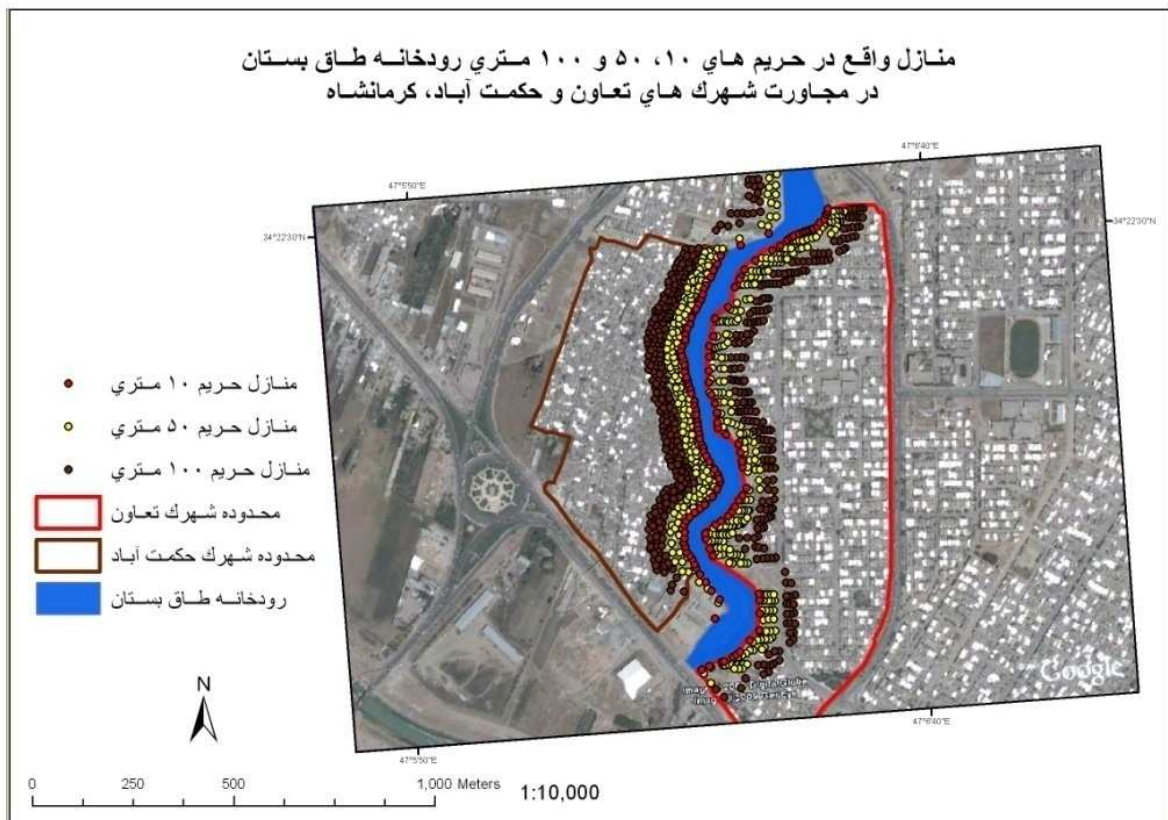 منازل واقع در حريم هاي ۱۰، ۵۰ و ۱۰۰ متري رودخانه طاق بستان
در مجاورت شهرك هاي تعاون و حكمت آباد، كرمانشاه
47°5'50"E
47°6'40"E
34°22'30"N
34°22'30"N
منازل حريم ۱۰ متري
منازل حريم ۵۰ متري
منازل حريم ۱۰۰ متري
محدوده شهرك تعاون
محدوده شهرك حكمت آباد
رودخانه طاق بستان
Google
47°5'50"E
47°6'40"E
N
0 250 500 1,000 Meters
1:10,000